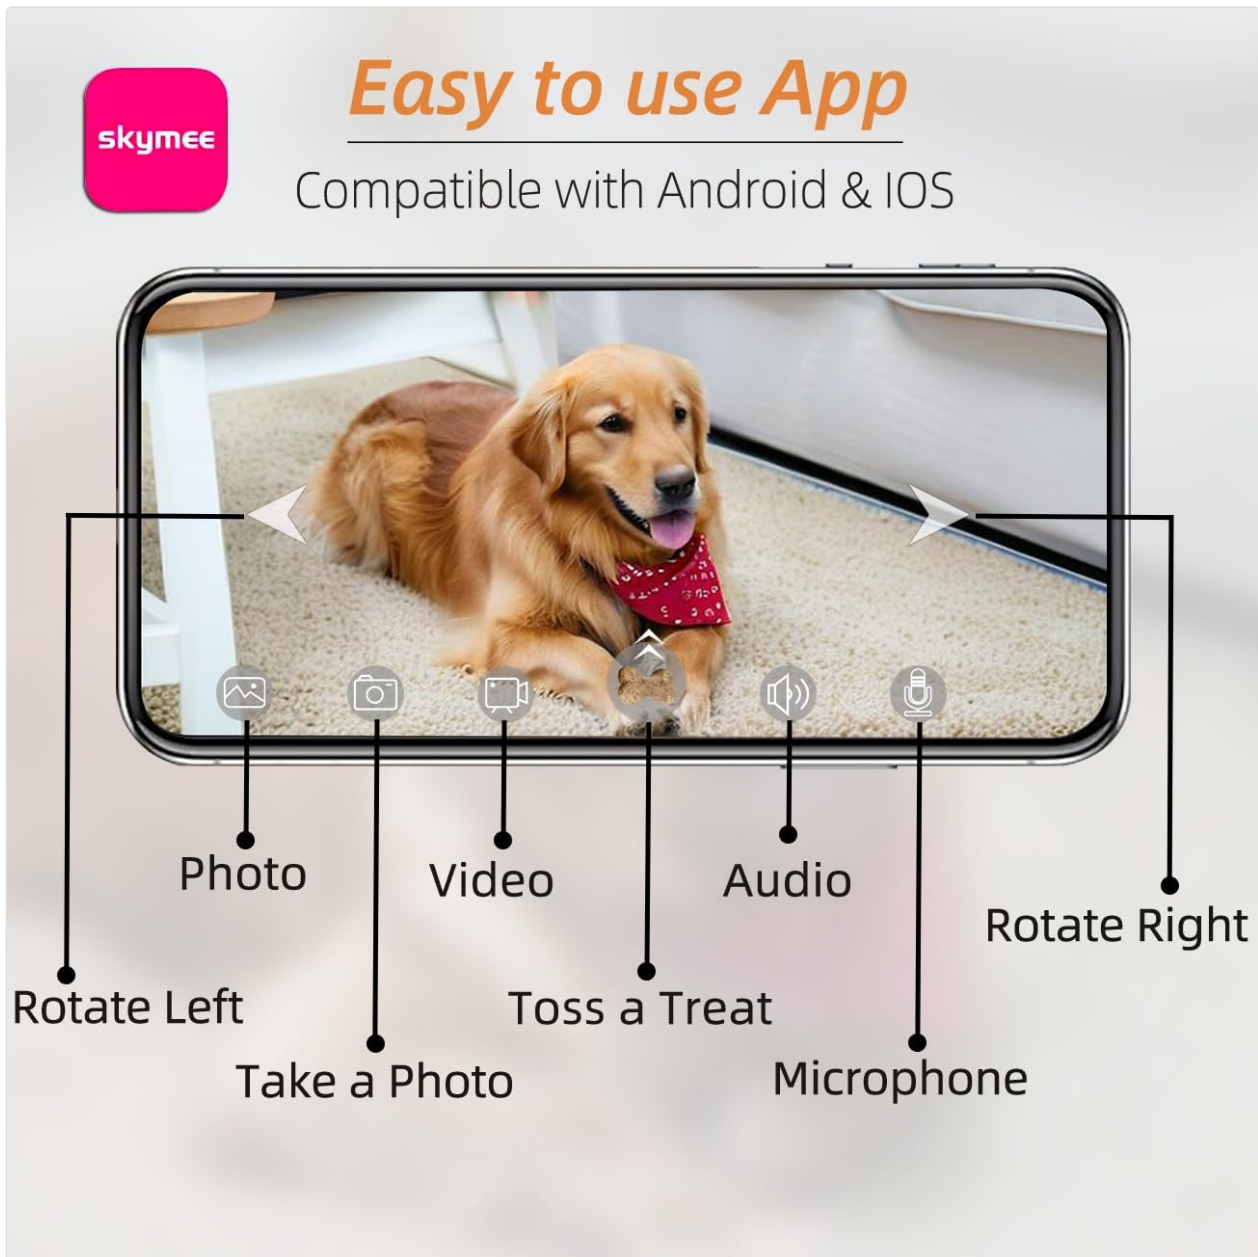 skymee
Easy to use App
Compatible with Android & IOS
Photo
Video
Audio
Rotate Right
Rotate Left
Toss a Treat
Take a Photo
Microphone